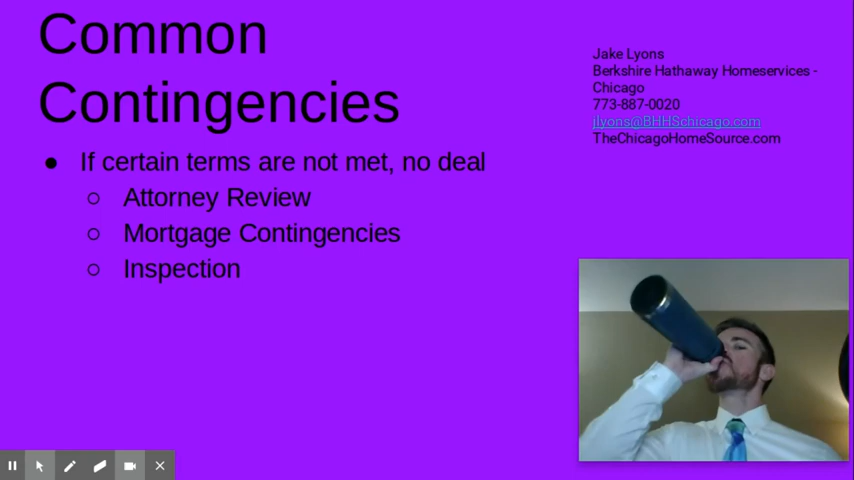 Common
Contingencies
● If certain terms are not met, no deal
○ Attorney Review
○ Mortgage Contingencies
○ Inspection
Jake Lyons
Berkshire Hathaway Homeservices -
Chicago
773-887-0020
jlyons@BHHSchicago.com
TheChicagoHomeSource.com